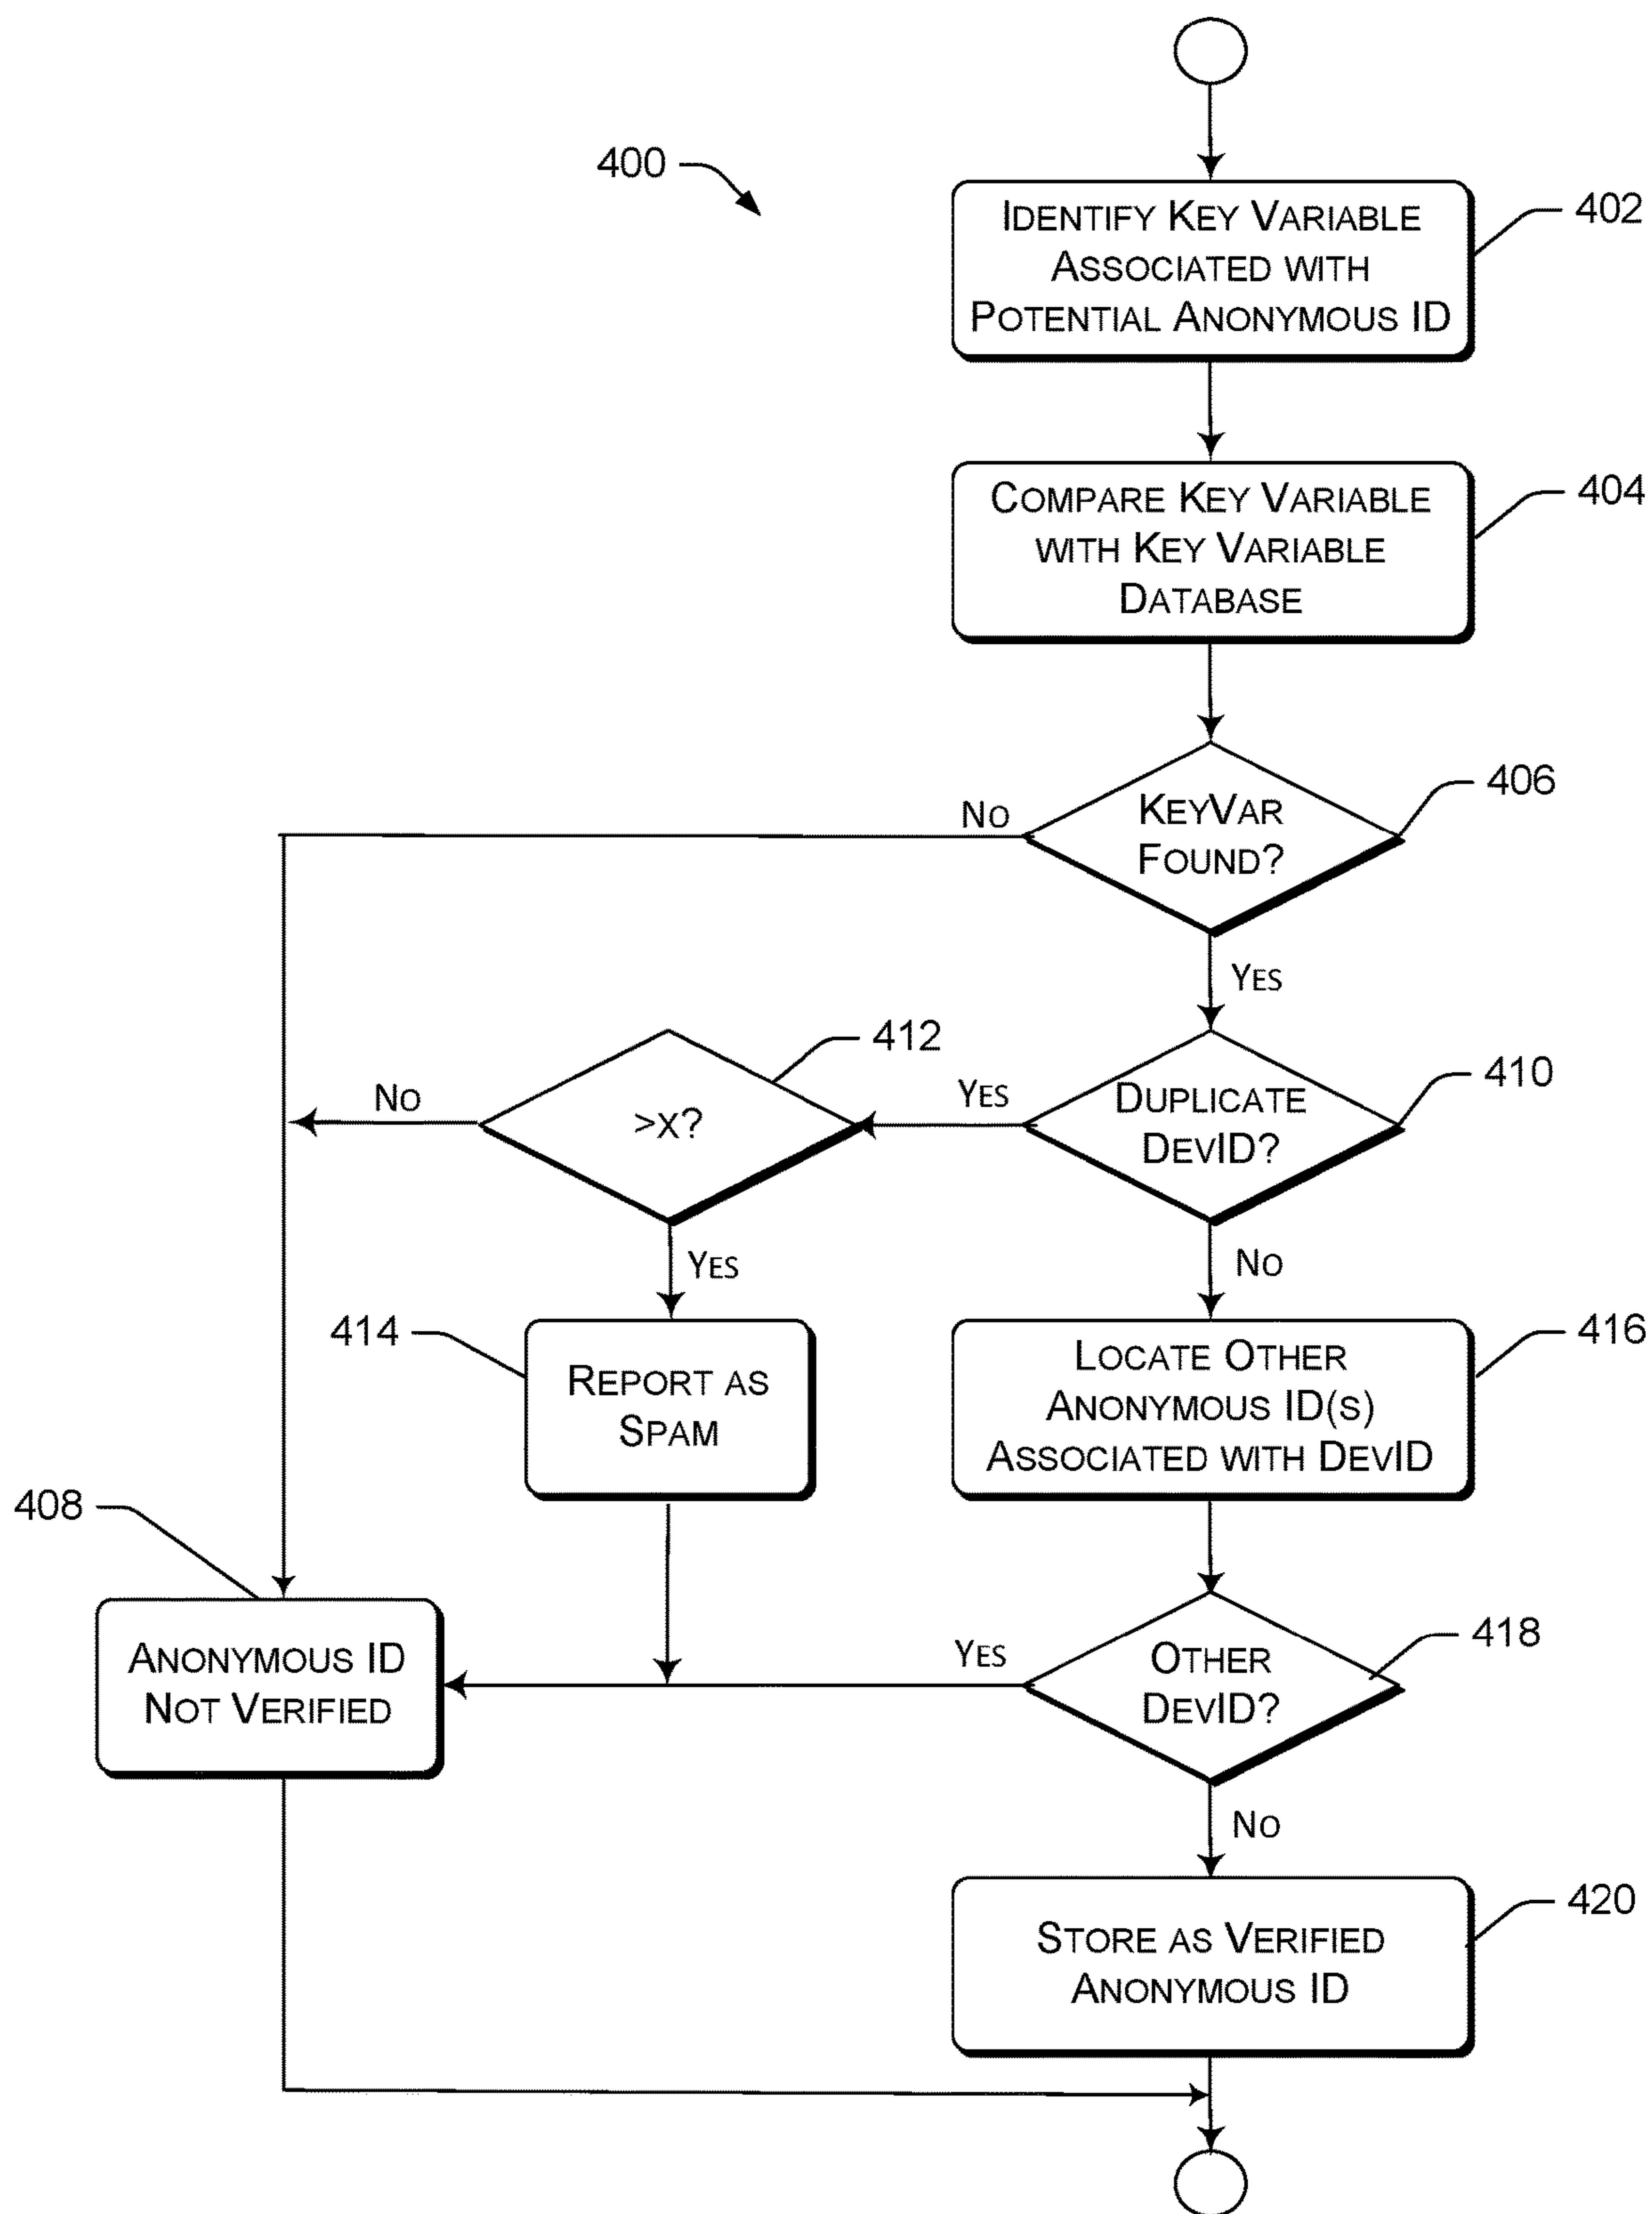 400
IDENTIFY KEY VARIABLE
ASSOCIATED WITH
POTENTIAL ANONYMOUS ID
402
COMPARE KEY VARIABLE
WITH KEY VARIABLE
DATABASE
404
KEYVAR
FOUND?
406
NO
YES
DUPLICATE
DEVID?
410
YES
>X?
412
NO
YES
NO
REPORT AS
SPAM
414
LOCATE OTHER
ANONYMOUS ID(S)
ASSOCIATED WITH DEVID
416
408
ANONYMOUS ID
NOT VERIFIED
YES
OTHER
DEVID?
418
NO
STORE AS VERIFIED
ANONYMOUS ID
420